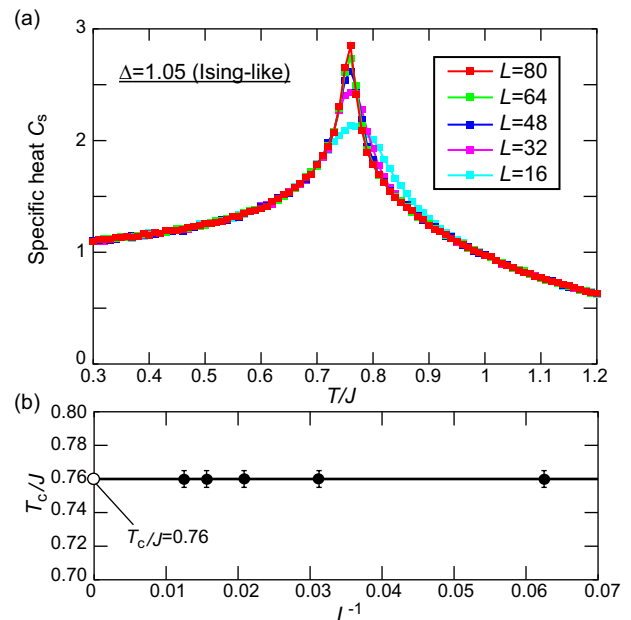 (a)
3
2
1
0
Specific heat Cs
Δ=1.05 (Ising-like)
L=80
L=64
L=48
L=32
L=16
0.3 0.4 0.5 0.6 0.7 0.8 0.9 1 1.1 1.2
T/J
(b)
0.80
0.78
0.76
0.74
0.72
0.70
Tc/J
Tc/J=0.76
0 0.01 0.02 0.03 0.04 0.05 0.06 0.07
L⁻¹